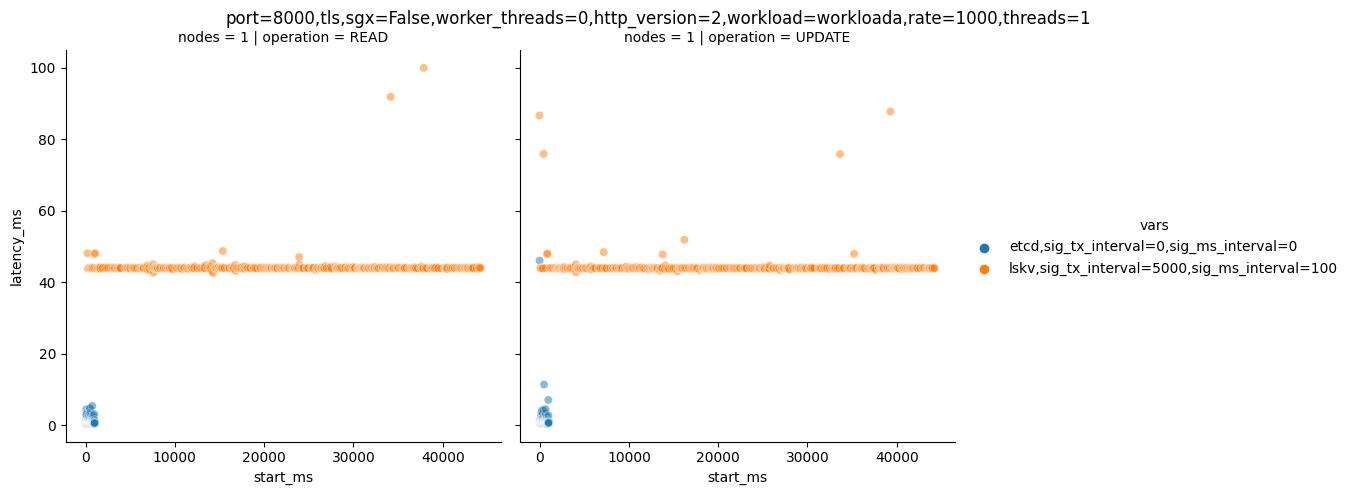 port=8000,tls,sgx=False,worker_threads=0,http_version=2,workload=workloada,rate=1000,threads=1
nodes = 1 | operation = READ
nodes = 1 | operation = UPDATE
latency_ms
100
80
60
40
20
0
0 10000 20000 30000 40000
0 10000 20000 30000 40000
start_ms
start_ms
vars
etcd,sig_tx_interval=0,sig_ms_interval=0
lskv,sig_tx_interval=5000,sig_ms_interval=100